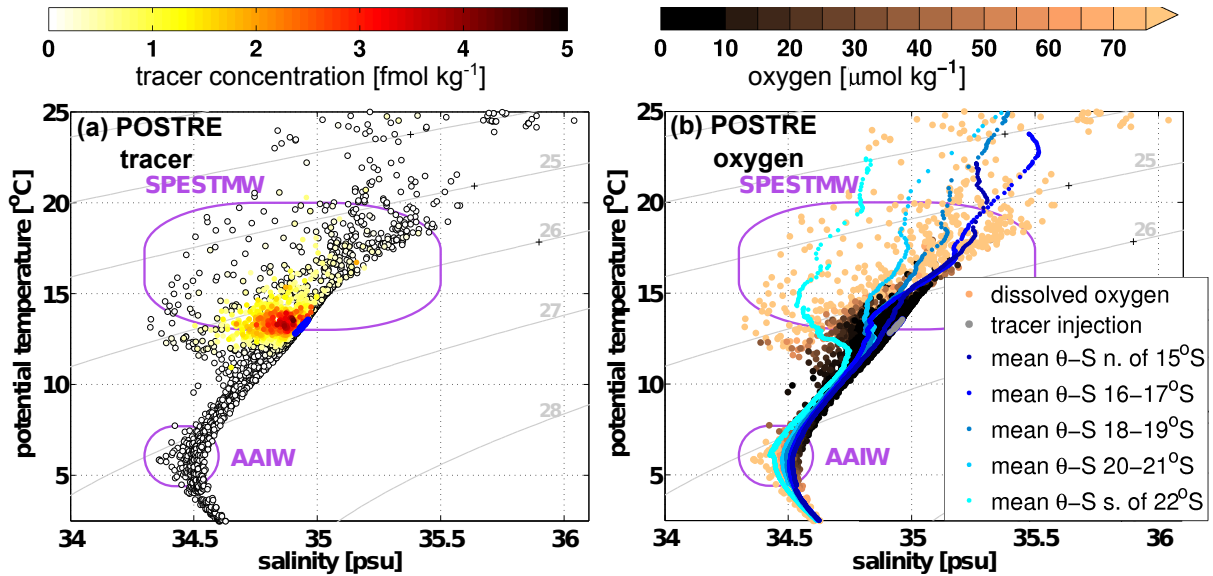 0 1 2 3 4 5
tracer concentration [fmol kg⁻¹]
0 10 20 30 40 50 60 70
oxygen [μmol kg⁻¹]
(a) POSTRE
tracer
SPESTMW
AAIW
25
26
27
28
25
20
15
10
5
potential temperature [°C]
34 34.5 35 35.5 36
salinity [psu]
(b) POSTRE
oxygen
SPESTMW
AAIW
25
26
25
20
15
10
5
potential temperature [°C]
34 34.5 35 35.5 36
salinity [psu]
dissolved oxygen
tracer injection
mean θ−S n. of 15°S
mean θ−S 16−17°S
mean θ−S 18−19°S
mean θ−S 20−21°S
mean θ−S s. of 22°S